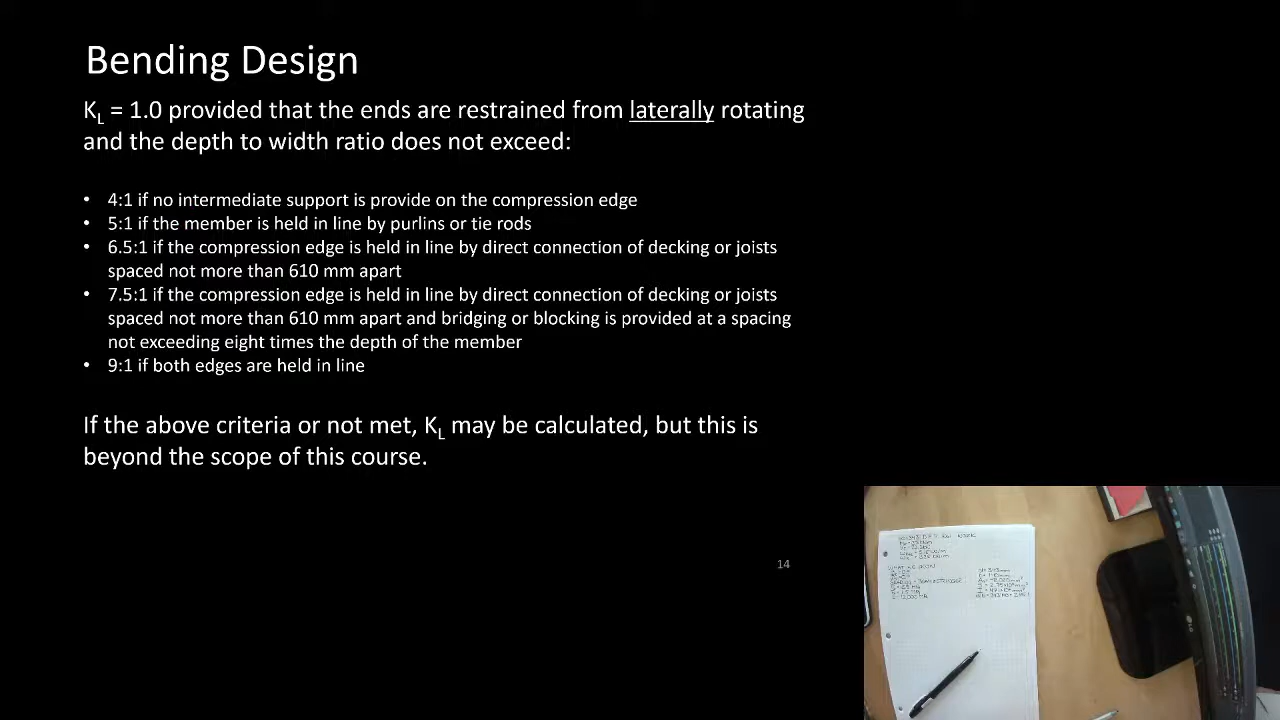 Bending Design
K_L = 1.0 provided that the ends are restrained from laterally rotating
and the depth to width ratio does not exceed:
• 4:1 if no intermediate support is provide on the compression edge
• 5:1 if the member is held in line by purlins or tie rods
• 6.5:1 if the compression edge is held in line by direct connection of decking or joists
spaced not more than 610 mm apart
• 7.5:1 if the compression edge is held in line by direct connection of decking or joists
spaced not more than 610 mm apart and bridging or blocking is provided at a spacing
not exceeding eight times the depth of the member
• 9:1 if both edges are held in line
If the above criteria or not met, K_L may be calculated, but this is
beyond the scope of this course.
14